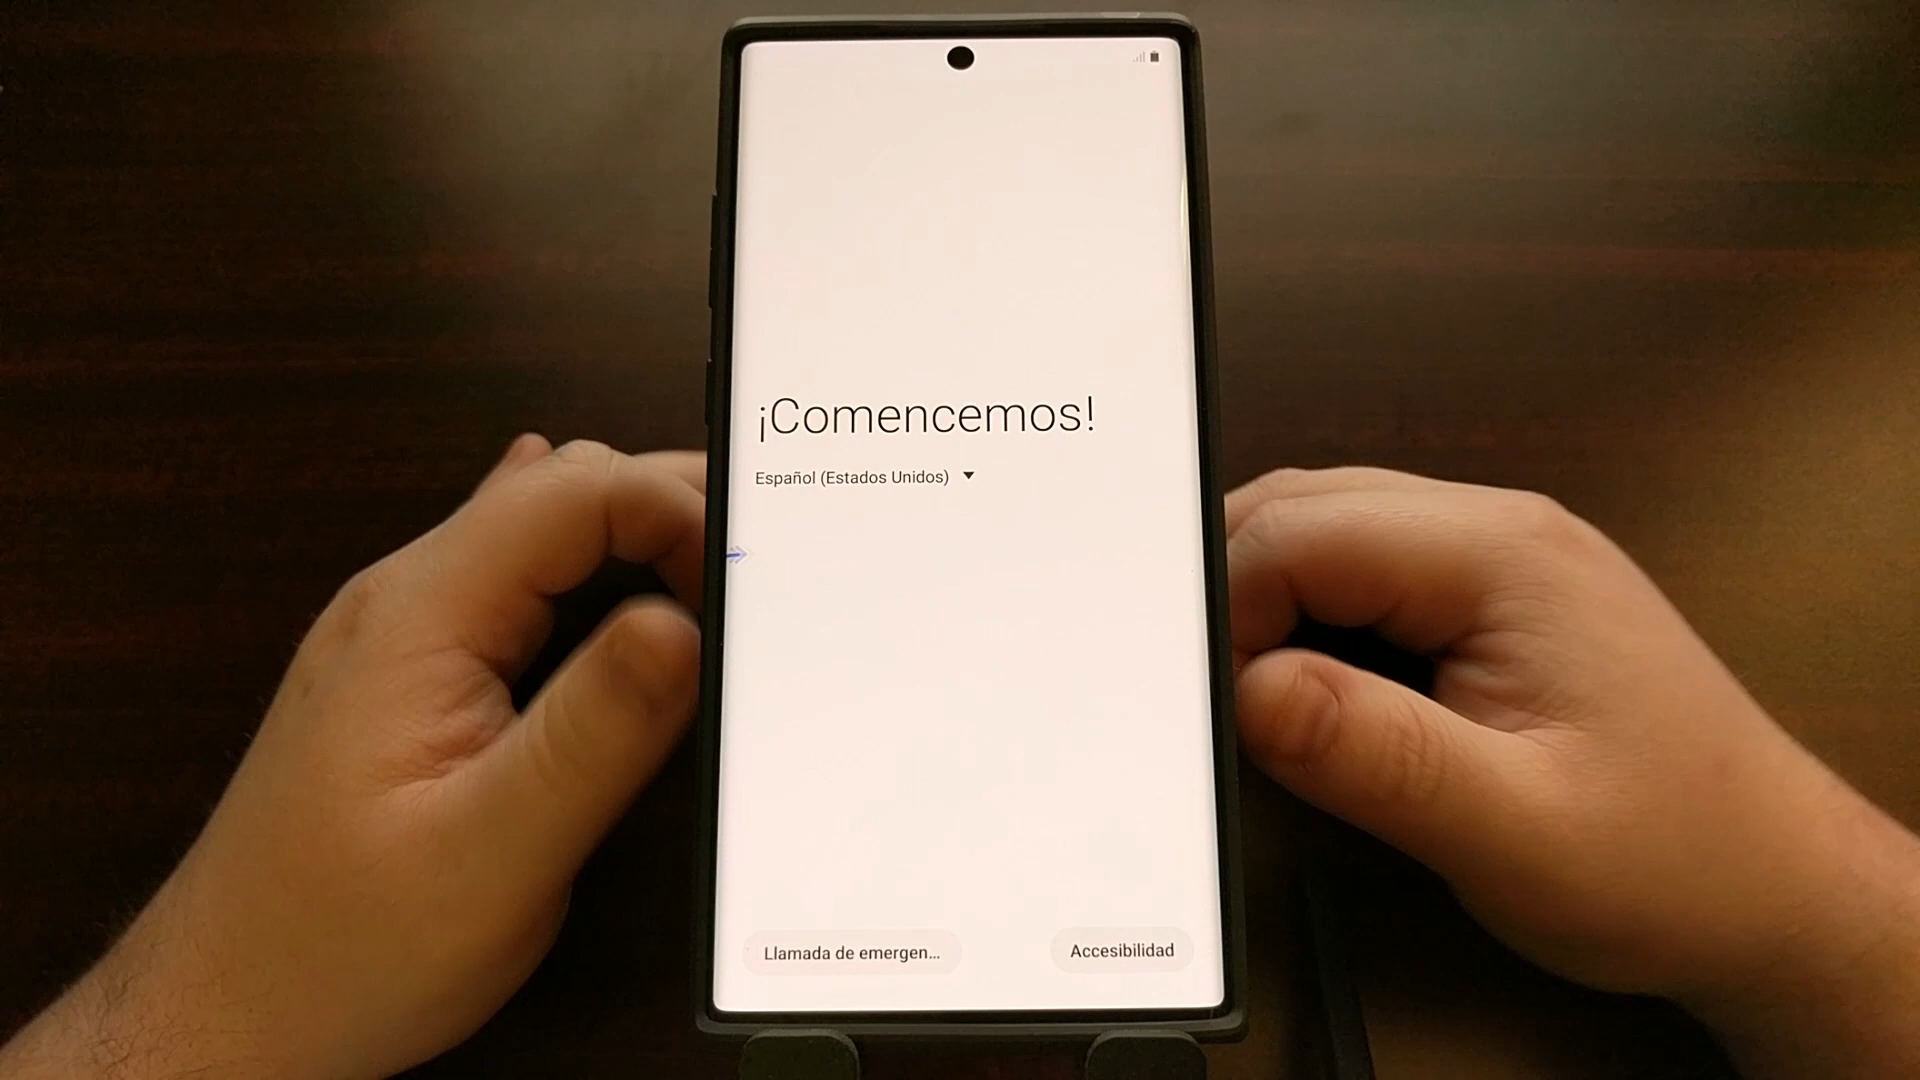 ¡Comencemos!
Español (Estados Unidos)
Llamada de emergen...
Accesibilidad